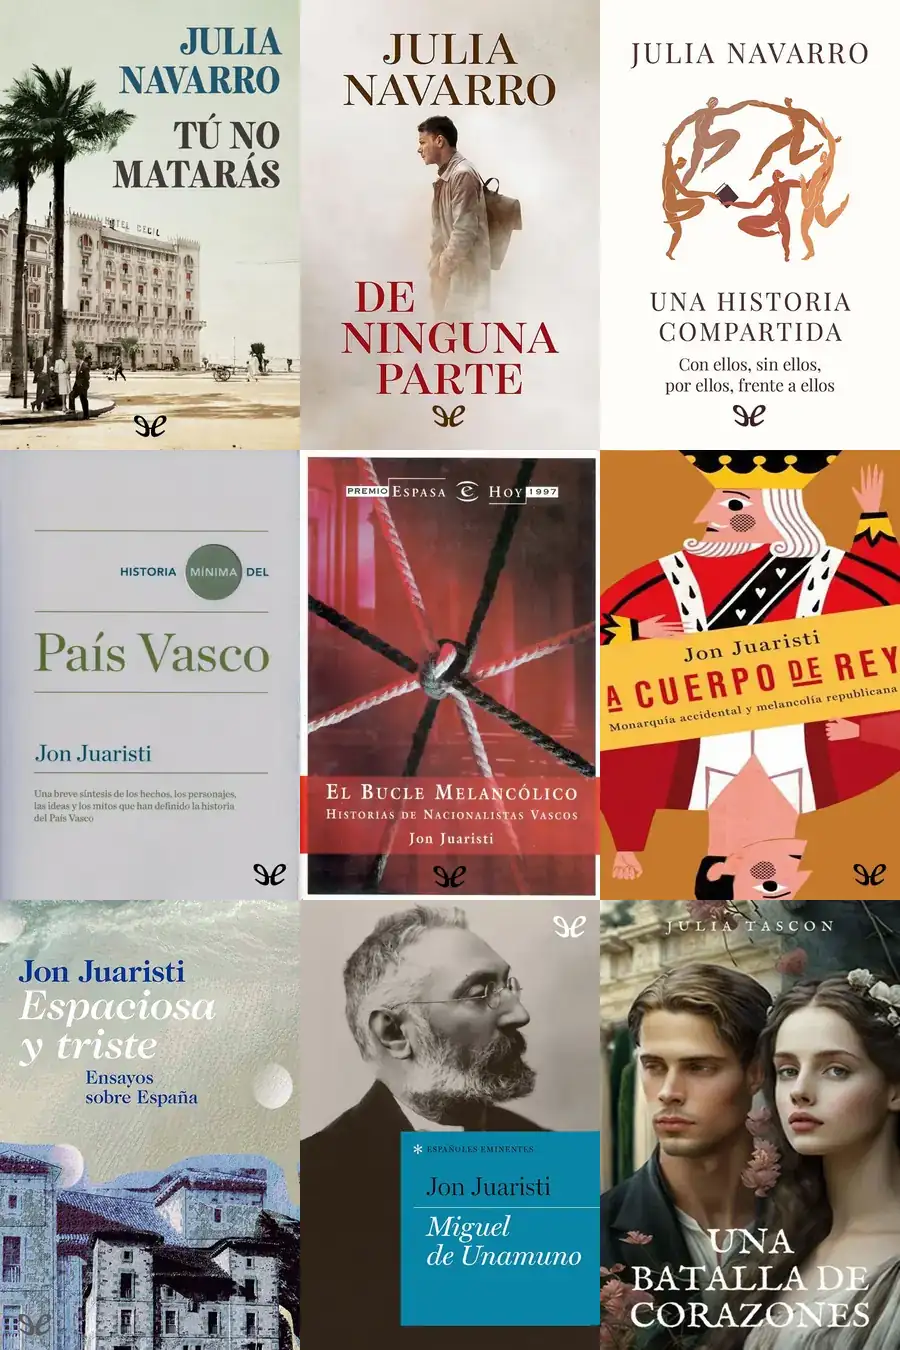 JULIA
NAVARRO
TÚ NO
MATARÁS
HOTEL CECIL
JULIA
NAVARRO
DE
NINGUNA
PARTE
JULIA NAVARRO
UNA HISTORIA
COMPARTIDA
Con ellos, sin ellos,
por ellos, frente a ellos
HISTORIA MÍNIMA DEL
País Vasco
Jon Juaristi
Una breve síntesis de los hechos, los personajes,
las ideas y los mitos que han definido la historia
del País Vasco
PREMIO ESPASA HOY 1997
EL BUCLE MELANCÓLICO
HISTORIAS DE NACIONALISTAS VASCOS
Jon Juaristi
Jon Juaristi
A CUERPO DE REY
Monarquía accidental y melancolía republicana
Jon Juaristi
Espaciosa
y triste
Ensayos
sobre España
* ESPAÑOLES EMINENTES
Jon Juaristi
Miguel
de Unamuno
JULIA TASCON
UNA
BATALLA DE
CORAZONES